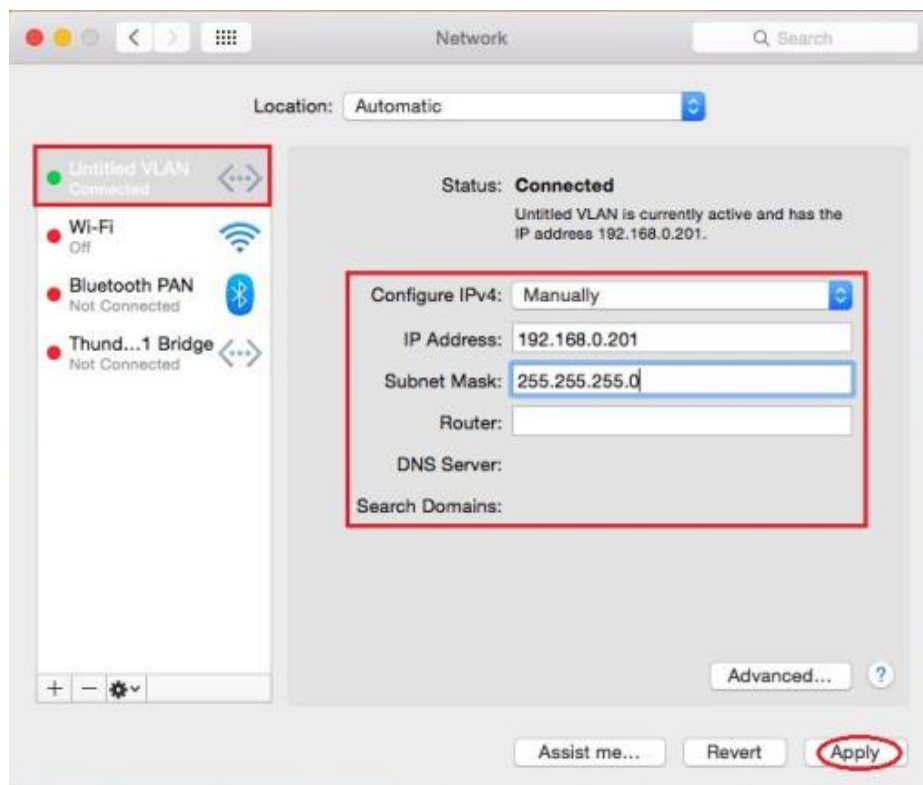 Network
Search
Location: Automatic
Untitled VLAN
Connected
Wi-Fi
Off
Bluetooth PAN
Not Connected
Thund...1 Bridge
Not Connected
Status: Connected
Untitled VLAN is currently active and has the
IP address 192.168.0.201.
Configure IPv4: Manually
IP Address: 192.168.0.201
Subnet Mask: 255.255.255.0
Router:
DNS Server:
Search Domains:
Advanced... ?
Assist me... Revert Apply